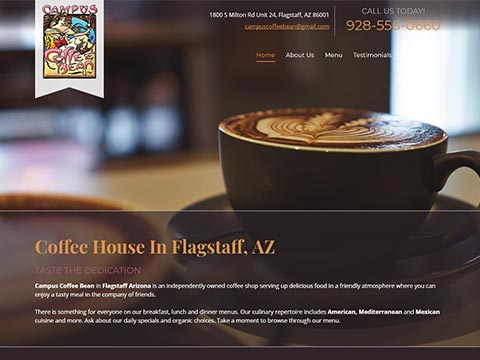 CAMPUS
COFFEE
BEAN
1800 S Milton Rd Unit 24, Flagstaff, AZ 86001
campuscoffeebean@gmail.com
CALL US TODAY!
928-556-0660
Home About Us Menu Testimonials
Coffee House In Flagstaff, AZ
TASTE THE DEDICATION
Campus Coffee Bean in Flagstaff Arizona is an independently owned coffee shop serving up delicious food in a friendly atmosphere where you can
enjoy a tasty meal in the company of friends.
There is something for everyone on our breakfast, lunch and dinner menus. Our culinary repertoire includes American, Mediterranean and Mexican
cuisine and more. Ask about our daily specials and organic choices. Take a moment to browse through our menu.